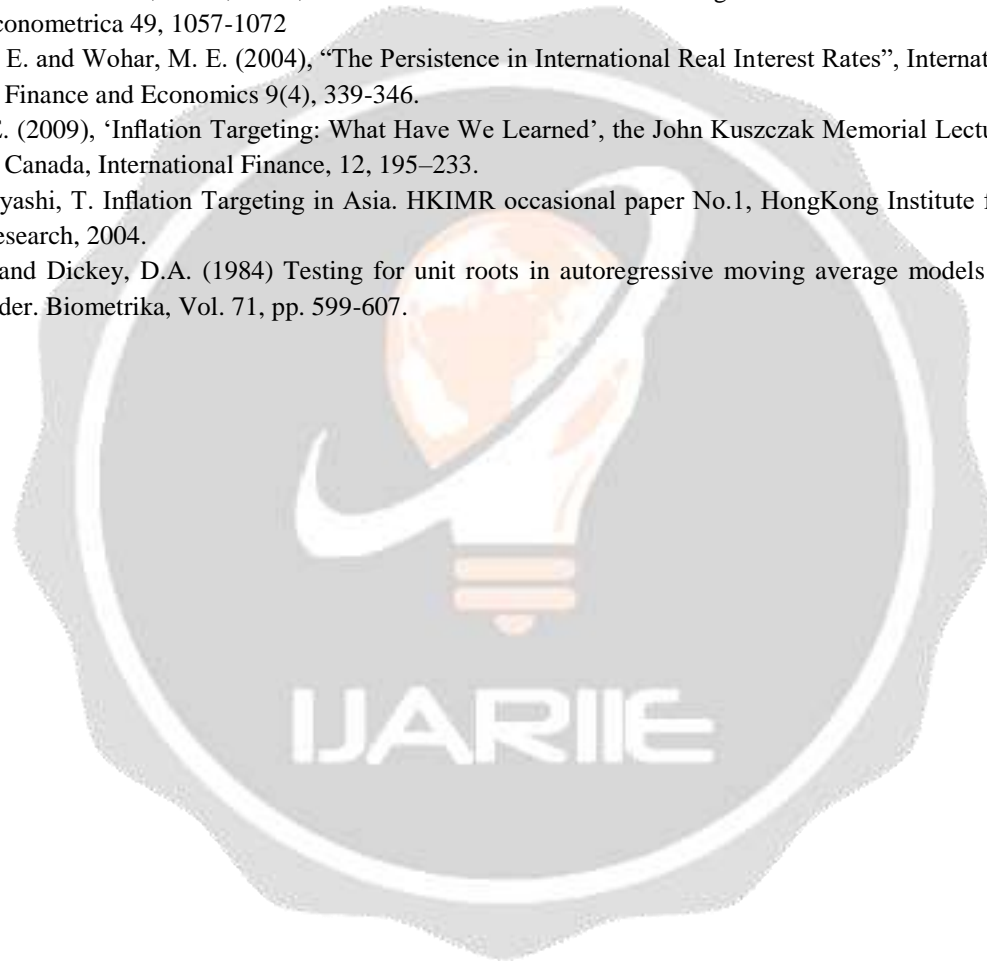 conometrica 49, 1057-1072
E. and Wohar, M. E. (2004), “The Persistence in International Real Interest Rates”, Internat
Finance and Economics 9(4), 339-346.
. (2009), ‘Inflation Targeting: What Have We Learned’, the John Kuszczak Memorial Lectu
Canada, International Finance, 12, 195–233.
yashi, T. Inflation Targeting in Asia. HKIMR occasional paper No.1, HongKong Institute f
esearch, 2004.
and Dickey, D.A. (1984) Testing for unit roots in autoregressive moving average models
der. Biometrika, Vol. 71, pp. 599-607.
IJARIIE